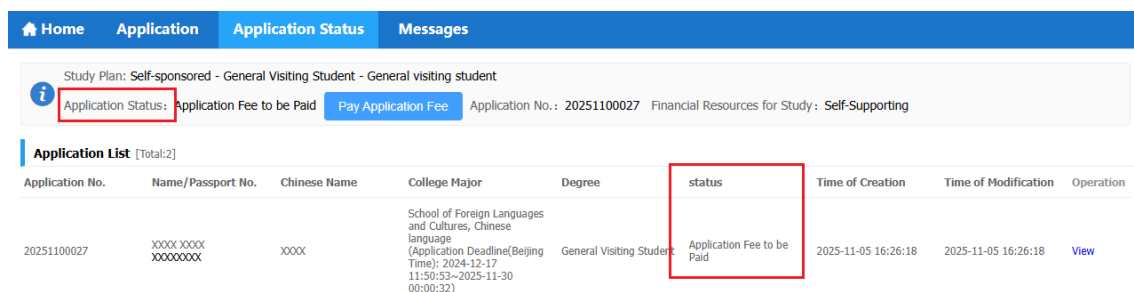 Home Application Application Status Messages
Study Plan: Self-sponsored - General Visiting Student - General visiting student
Application Status: Application Fee to be Paid Pay Application Fee Application No.: 20251100027 Financial Resources for Study: Self-Supporting
Application List [Total:2]
Application No. Name/Passport No. Chinese Name College Major Degree status Time of Creation Time of Modification Operation
School of Foreign Languages
and Cultures, Chinese
language
20251100027 XXXX XXXX XXXX (Application Deadline(Beijing General Visiting Student Application Fee to be 2025-11-05 16:26:18 2025-11-05 16:26:18 View
XXXXXXXX Time): 2024-12-17 Paid
11:50:53~2025-11-30
00:00:32)